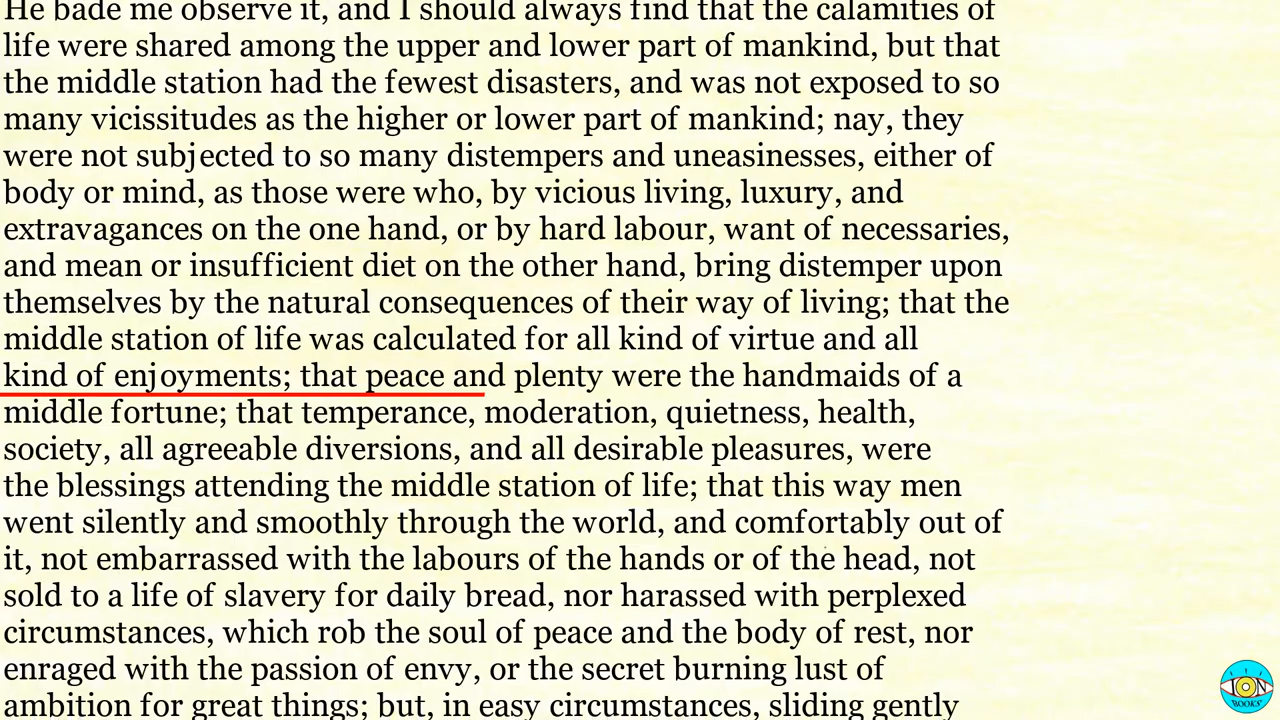 He bade me observe it, and I should always find that the calamities of
life were shared among the upper and lower part of mankind, but that
the middle station had the fewest disasters, and was not exposed to so
many vicissitudes as the higher or lower part of mankind; nay, they
were not subjected to so many distempers and uneasinesses, either of
body or mind, as those were who, by vicious living, luxury, and
extravagances on the one hand, or by hard labour, want of necessaries,
and mean or insufficient diet on the other hand, bring distemper upon
themselves by the natural consequences of their way of living; that the
middle station of life was calculated for all kind of virtue and all
kind of enjoyments; that peace and plenty were the handmaids of a
middle fortune; that temperance, moderation, quietness, health,
society, all agreeable diversions, and all desirable pleasures, were
the blessings attending the middle station of life; that this way men
went silently and smoothly through the world, and comfortably out of
it, not embarrassed with the labours of the hands or of the head, not
sold to a life of slavery for daily bread, nor harassed with perplexed
circumstances, which rob the soul of peace and the body of rest, nor
enraged with the passion of envy, or the secret burning lust of
ambition for great things; but, in easy circumstances, sliding gently
ION
BOOKS